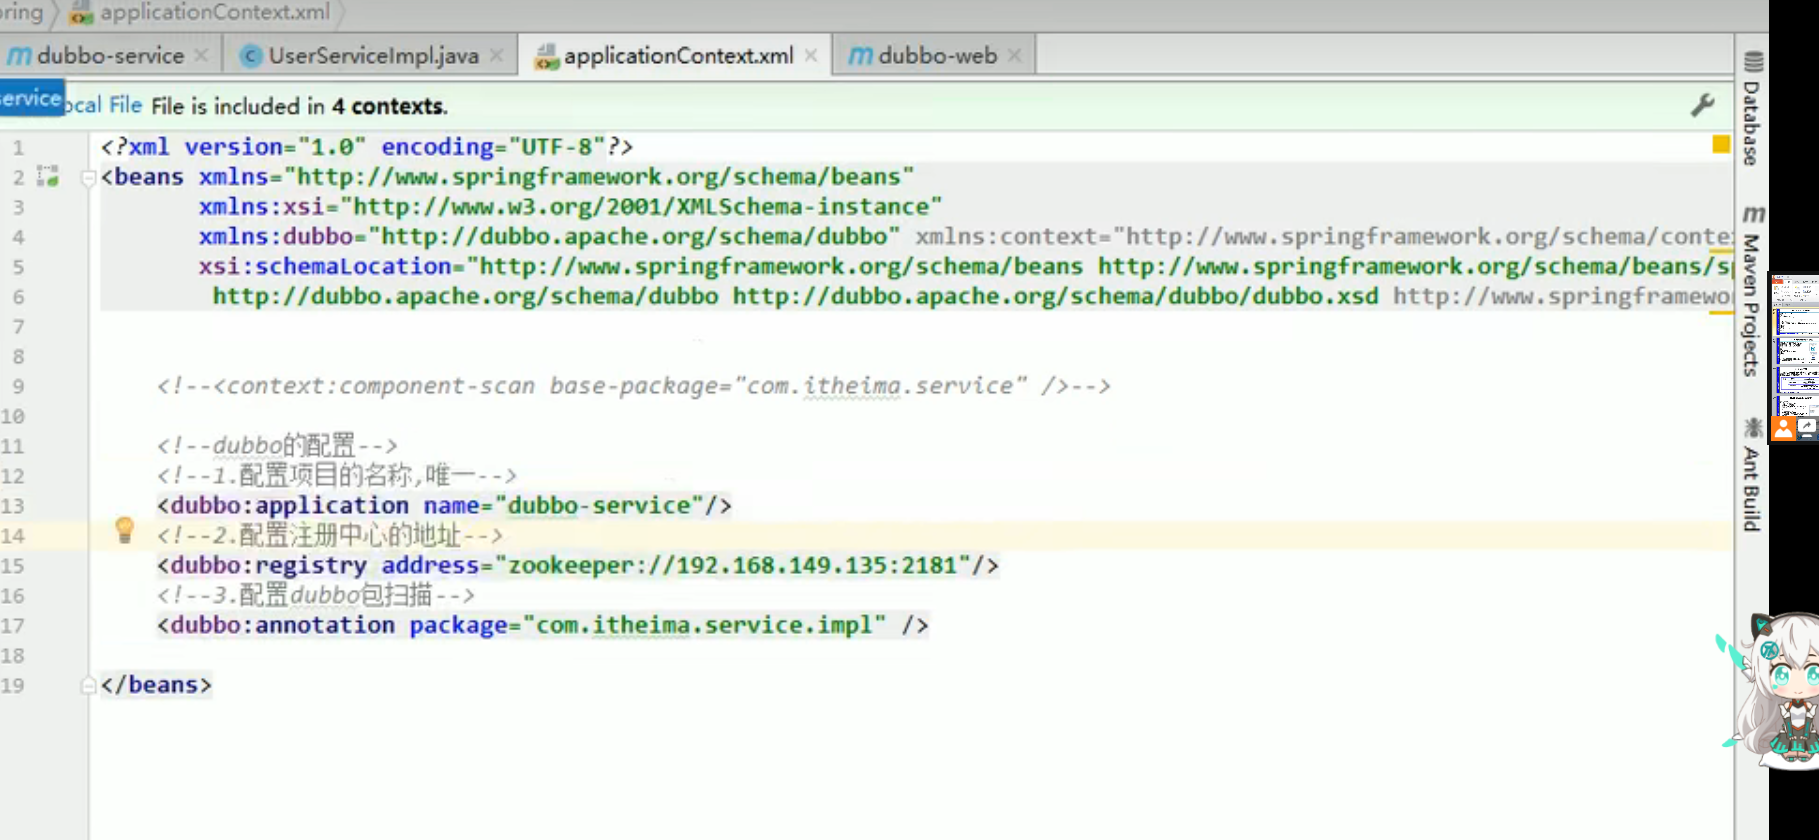 applicationContext.xml
dubbo-service
UserServiceImpl.java
applicationContext.xml
dubbo-web
File File is included in 4 contexts.
1 <?xml version="1.0" encoding="UTF-8"?>
2 <beans xmlns="http://www.springframework.org/schema/beans"
3 xmlns:xsi="http://www.w3.org/2001/XMLSchema-instance"
4 xmlns:dubbo="http://dubbo.apache.org/schema/dubbo" xmlns:context="http://www.springframework.org/schema/conte
5 xsi:schemaLocation="http://www.springframework.org/schema/beans http://www.springframework.org/schema/beans/s
6 http://dubbo.apache.org/schema/dubbo http://dubbo.apache.org/schema/dubbo/dubbo.xsd http://www.springframewo
7
8
9 <!--<context:component-scan base-package="com.itheima.service" />-->
10
11 <!--dubbo的配置-->
12 <!--1.配置项目的名称,唯一-->
13 <dubbo:application name="dubbo-service"/>
14 <!--2.配置注册中心的地址-->
15 <dubbo:registry address="zookeeper://192.168.149.135:2181"/>
16 <!--3.配置dubbo包扫描-->
17 <dubbo:annotation package="com.itheima.service.impl" />
18
19 </beans>
Database
Maven Projects
Ant Build